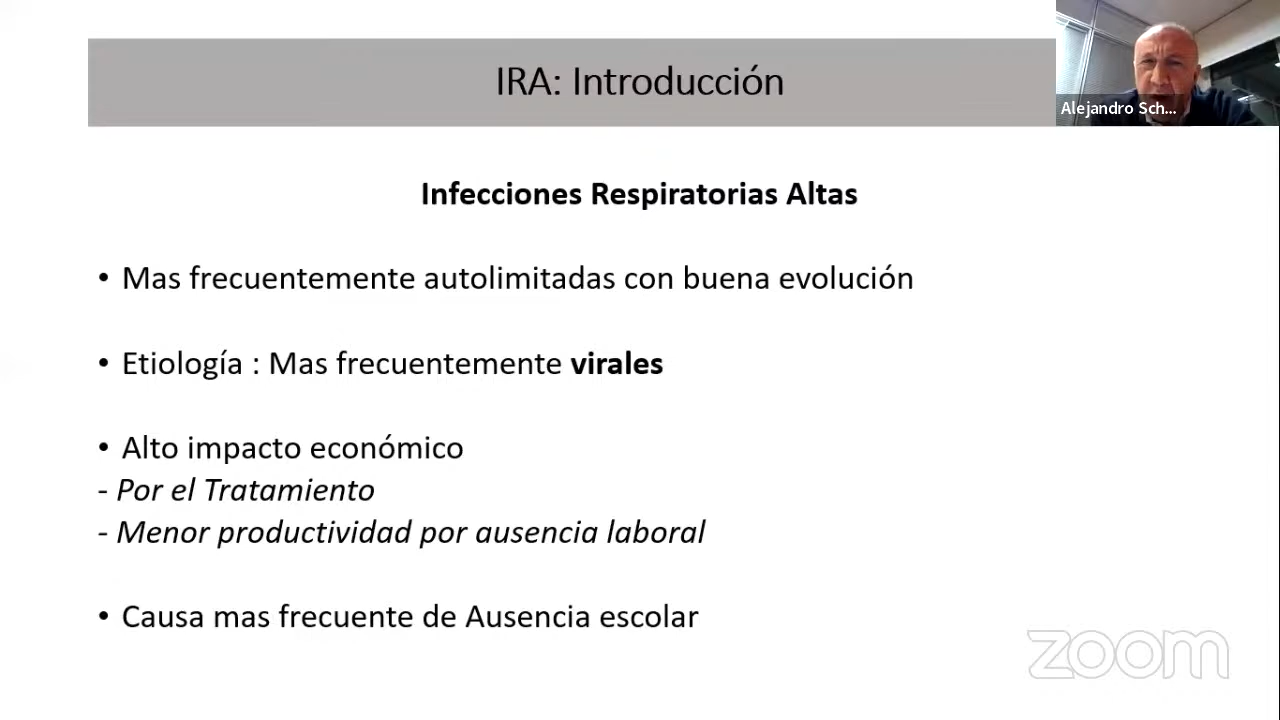 IRA: Introducción
Alejandro Sch...
Infecciones Respiratorias Altas
• Mas frecuentemente autolimitadas con buena evolución
• Etiología : Mas frecuentemente virales
• Alto impacto económico
- Por el Tratamiento
- Menor productividad por ausencia laboral
• Causa mas frecuente de Ausencia escolar
zoom